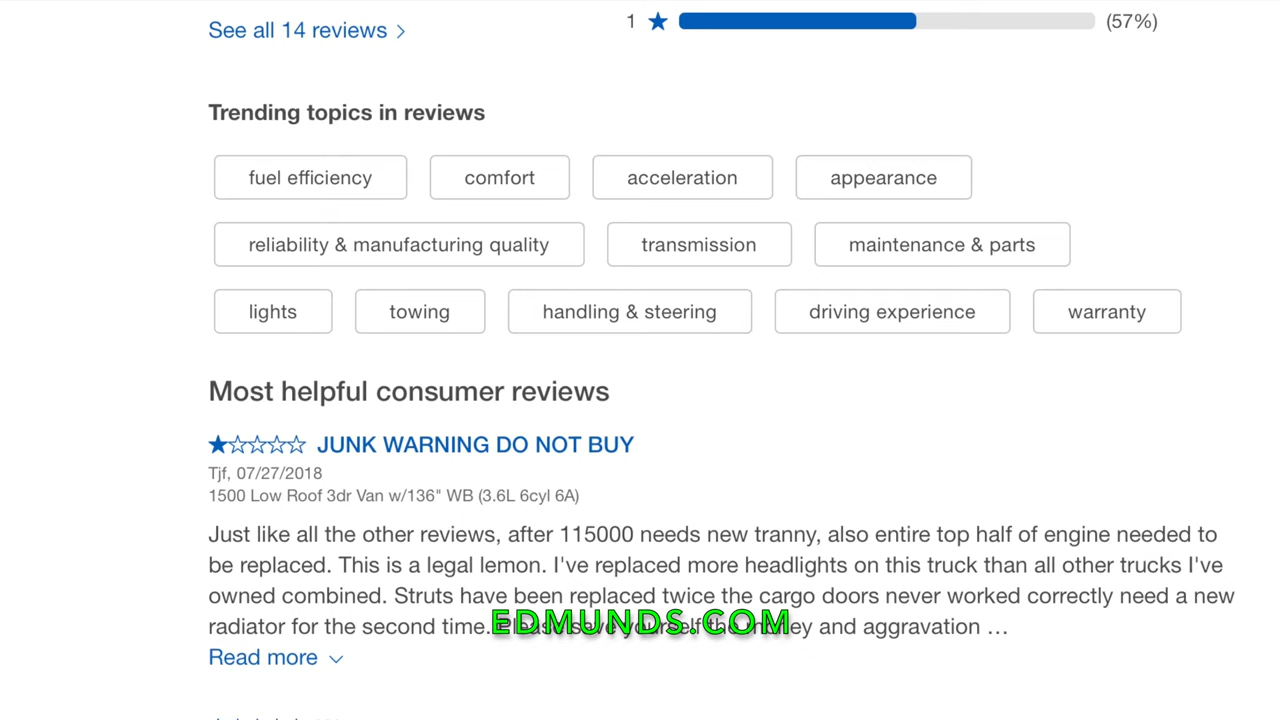 See all 14 reviews >
1 ★ (57%)
Trending topics in reviews
fuel efficiency comfort acceleration appearance
reliability & manufacturing quality transmission maintenance & parts
lights towing handling & steering driving experience warranty
Most helpful consumer reviews
★☆☆☆☆ JUNK WARNING DO NOT BUY
Tjf, 07/27/2018
1500 Low Roof 3dr Van w/136" WB (3.6L 6cyl 6A)
Just like all the other reviews, after 115000 needs new tranny, also entire top half of engine needed to
be replaced. This is a legal lemon. I've replaced more headlights on this truck than all other trucks I've
owned combined. Struts have been replaced twice the cargo doors never worked correctly need a new
radiator for the second time. Please save yourself the money and aggravation …
EDMUNDS.COM
Read more